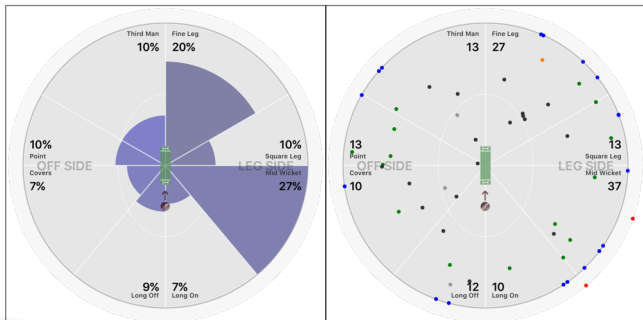 Third Man
Fine Leg
10%
20%
10%
Point
OFF SIDE
Covers
7%
10%
Square Leg
LEG SIDE
Mid Wicket
27%
9%
Long Off
7%
Long On
Third Man
Fine Leg
13
27
13
Point
OFF SIDE
Covers
10
13
Square Leg
LEG SIDE
Mid Wicket
37
12
Long Off
10
Long On